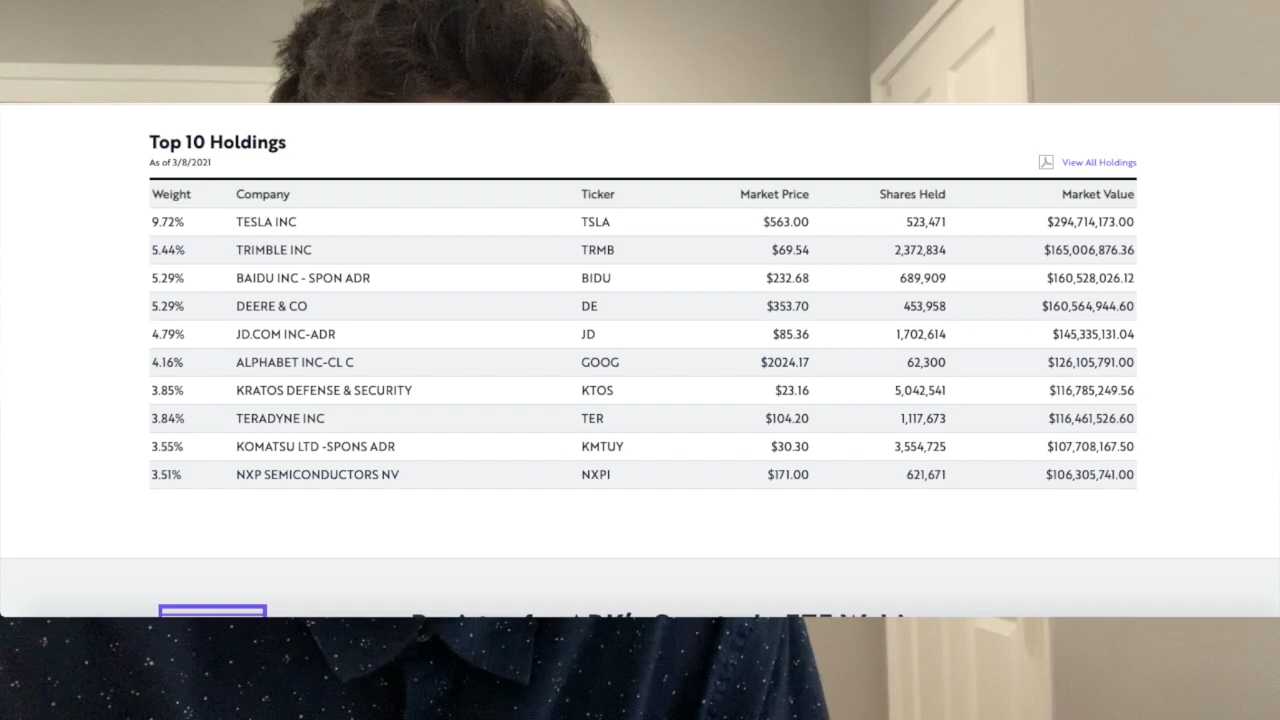 Top 10 Holdings
As of 3/8/2021
View All Holdings
Weight Company Ticker Market Price Shares Held Market Value
9.72% TESLA INC TSLA $563.00 523,471 $294,714,173.00
5.44% TRIMBLE INC TRMB $69.54 2,372,834 $165,006,876.36
5.29% BAIDU INC - SPON ADR BIDU $232.68 689,909 $160,528,026.12
5.29% DEERE & CO DE $353.70 453,958 $160,564,944.60
4.79% JD.COM INC-ADR JD $85.36 1,702,614 $145,335,131.04
4.16% ALPHABET INC-CL C GOOG $2024.17 62,300 $126,105,791.00
3.85% KRATOS DEFENSE & SECURITY KTOS $23.16 5,042,541 $116,785,249.56
3.84% TERADYNE INC TER $104.20 1,117,673 $116,461,526.60
3.55% KOMATSU LTD -SPONS ADR KMTUY $30.30 3,554,725 $107,708,167.50
3.51% NXP SEMICONDUCTORS NV NXPI $171.00 621,671 $106,305,741.00